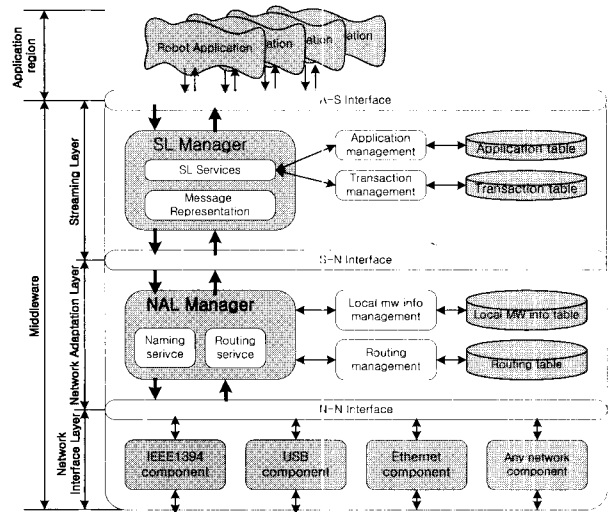 Application
region
Robot Application
ation
ation
ation
A-S Interface
Middleware
Streaming Layer
SL Manager
SL Services
Message
Representation
Application
management
Application table
Transaction
management
Transaction table
S-N Interface
Network Adaptation Layer
NAL Manager
Naming
serivce
Routing
serivce
Local mw info
management
Local MW info table
Routing
management
Routing table
N-N Interface
Network
Interface Layer
IEEE1394
component
USB
component
Ethernet
component
Any network
component